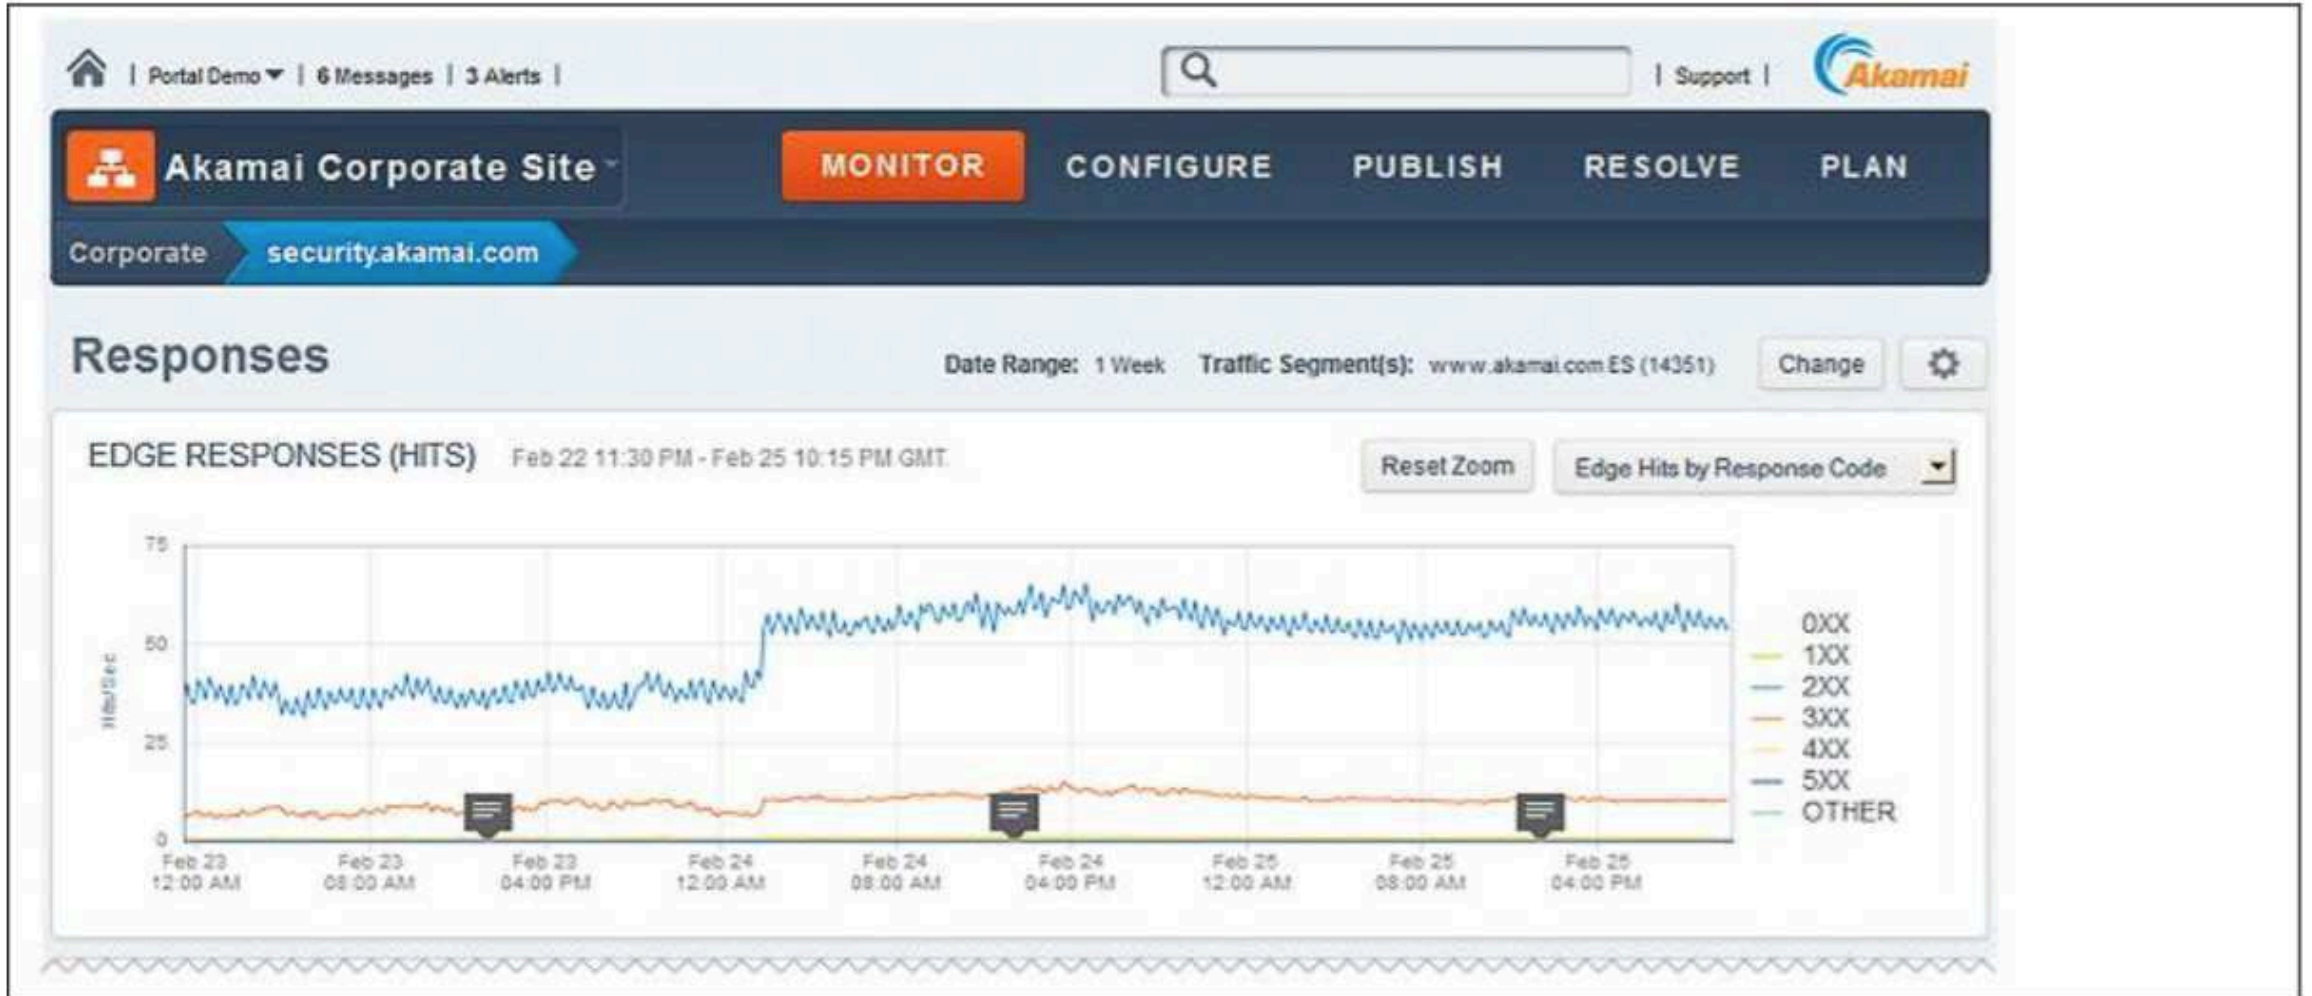 Portal Demo | 6 Messages | 3 Alerts | | Support | Akamai
Akamai Corporate Site MONITOR CONFIGURE PUBLISH RESOLVE PLAN
Corporate security.akamai.com
Responses Date Range: 1 Week Traffic Segment(s): www.akamai.com ES (14351) Change
EDGE RESPONSES (HITS) Feb 22 11:30 PM - Feb 25 10:15 PM GMT Reset Zoom Edge Hits by Response Code
75
50
25
0
Hits/Sec
Feb 23 Feb 23 Feb 23 Feb 24 Feb 24 Feb 24 Feb 25 Feb 25 Feb 25
12:00 AM 08:00 AM 04:00 PM 12:00 AM 08:00 AM 04:00 PM 12:00 AM 08:00 AM 04:00 PM
0XX
1XX
2XX
3XX
4XX
5XX
OTHER